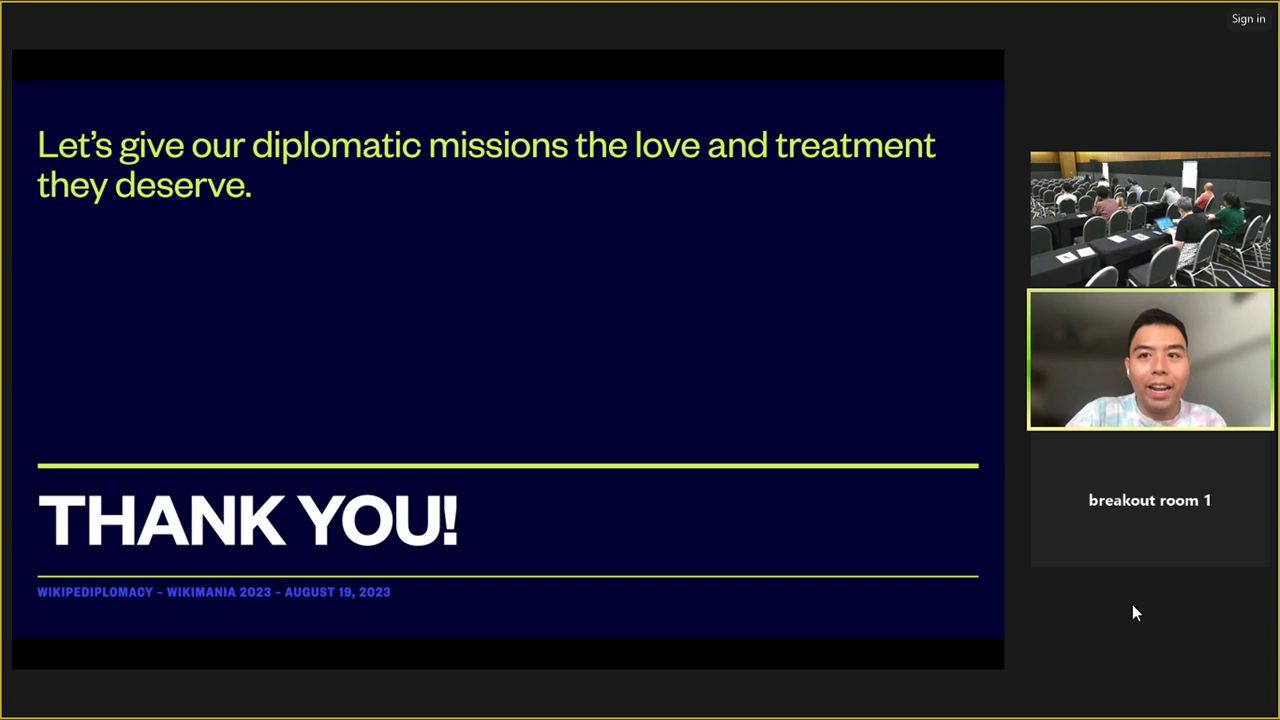 Sign in
Let's give our diplomatic missions the love and treatment
they deserve.
THANK YOU!
WIKIPEDIPLOMACY – WIKIMANIA 2023 – AUGUST 19, 2023
breakout room 1